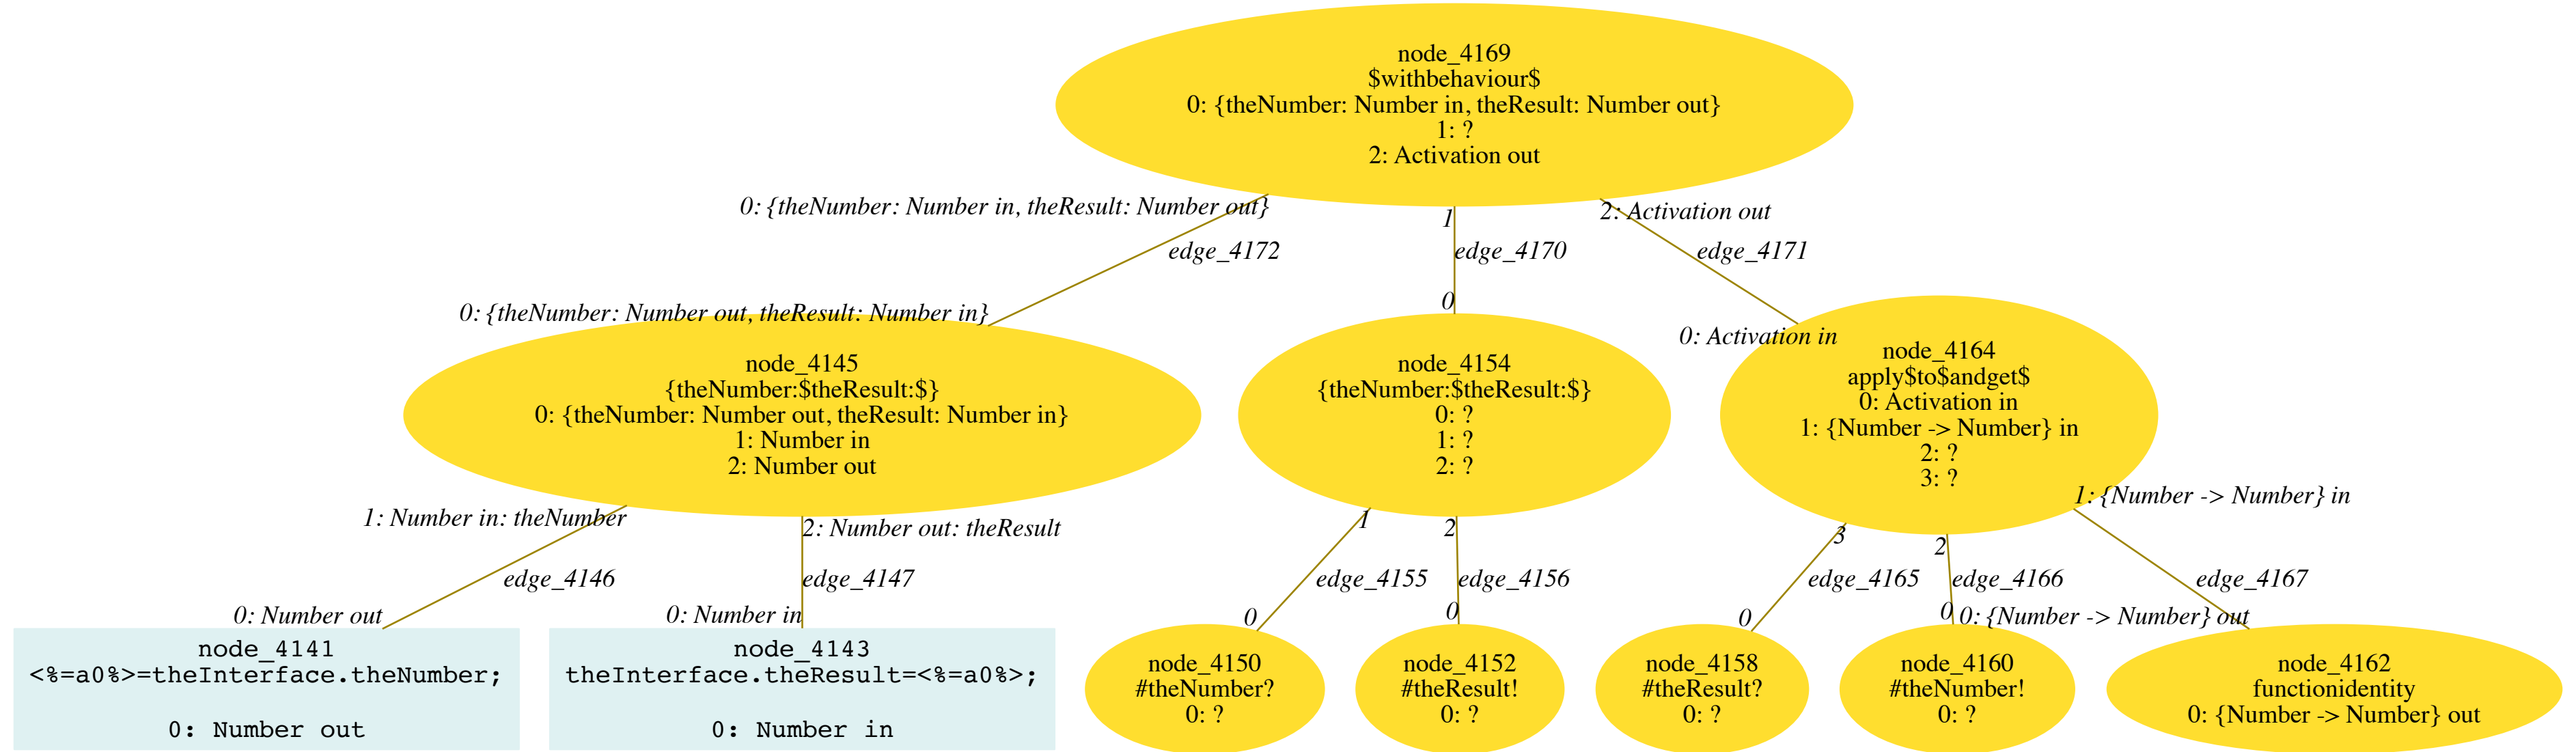 node_4169
$withbehaviour$
0: {theNumber: Number in, theResult: Number out}
1: ?
2: Activation out
0: {theNumber: Number in, theResult: Number out}
1
2: Activation out
edge_4172
edge_4170
edge_4171
0: {theNumber: Number out, theResult: Number in}
0
0: Activation in
node_4145
{theNumber:$theResult:$}
0: {theNumber: Number out, theResult: Number in}
1: Number in
2: Number out
node_4154
{theNumber:$theResult:$}
0: ?
1: ?
2: ?
node_4164
apply$to$andget$
0: Activation in
1: {Number -> Number} in
2: ?
3: ?
1: Number in: theNumber
2: Number out: theResult
1
2
3
2
1: {Number -> Number} in
edge_4146
edge_4147
edge_4155
edge_4156
edge_4165
edge_4166
edge_4167
0: Number out
0: Number in
0
0
0
0
0: {Number -> Number} out
node_4141
<%=a0%>=theInterface.theNumber;
0: Number out
node_4143
theInterface.theResult=<%=a0%>;
0: Number in
node_4150
#theNumber?
0: ?
node_4152
#theResult!
0: ?
node_4158
#theResult?
0: ?
node_4160
#theNumber!
0: ?
node_4162
functionidentity
0: {Number -> Number} out